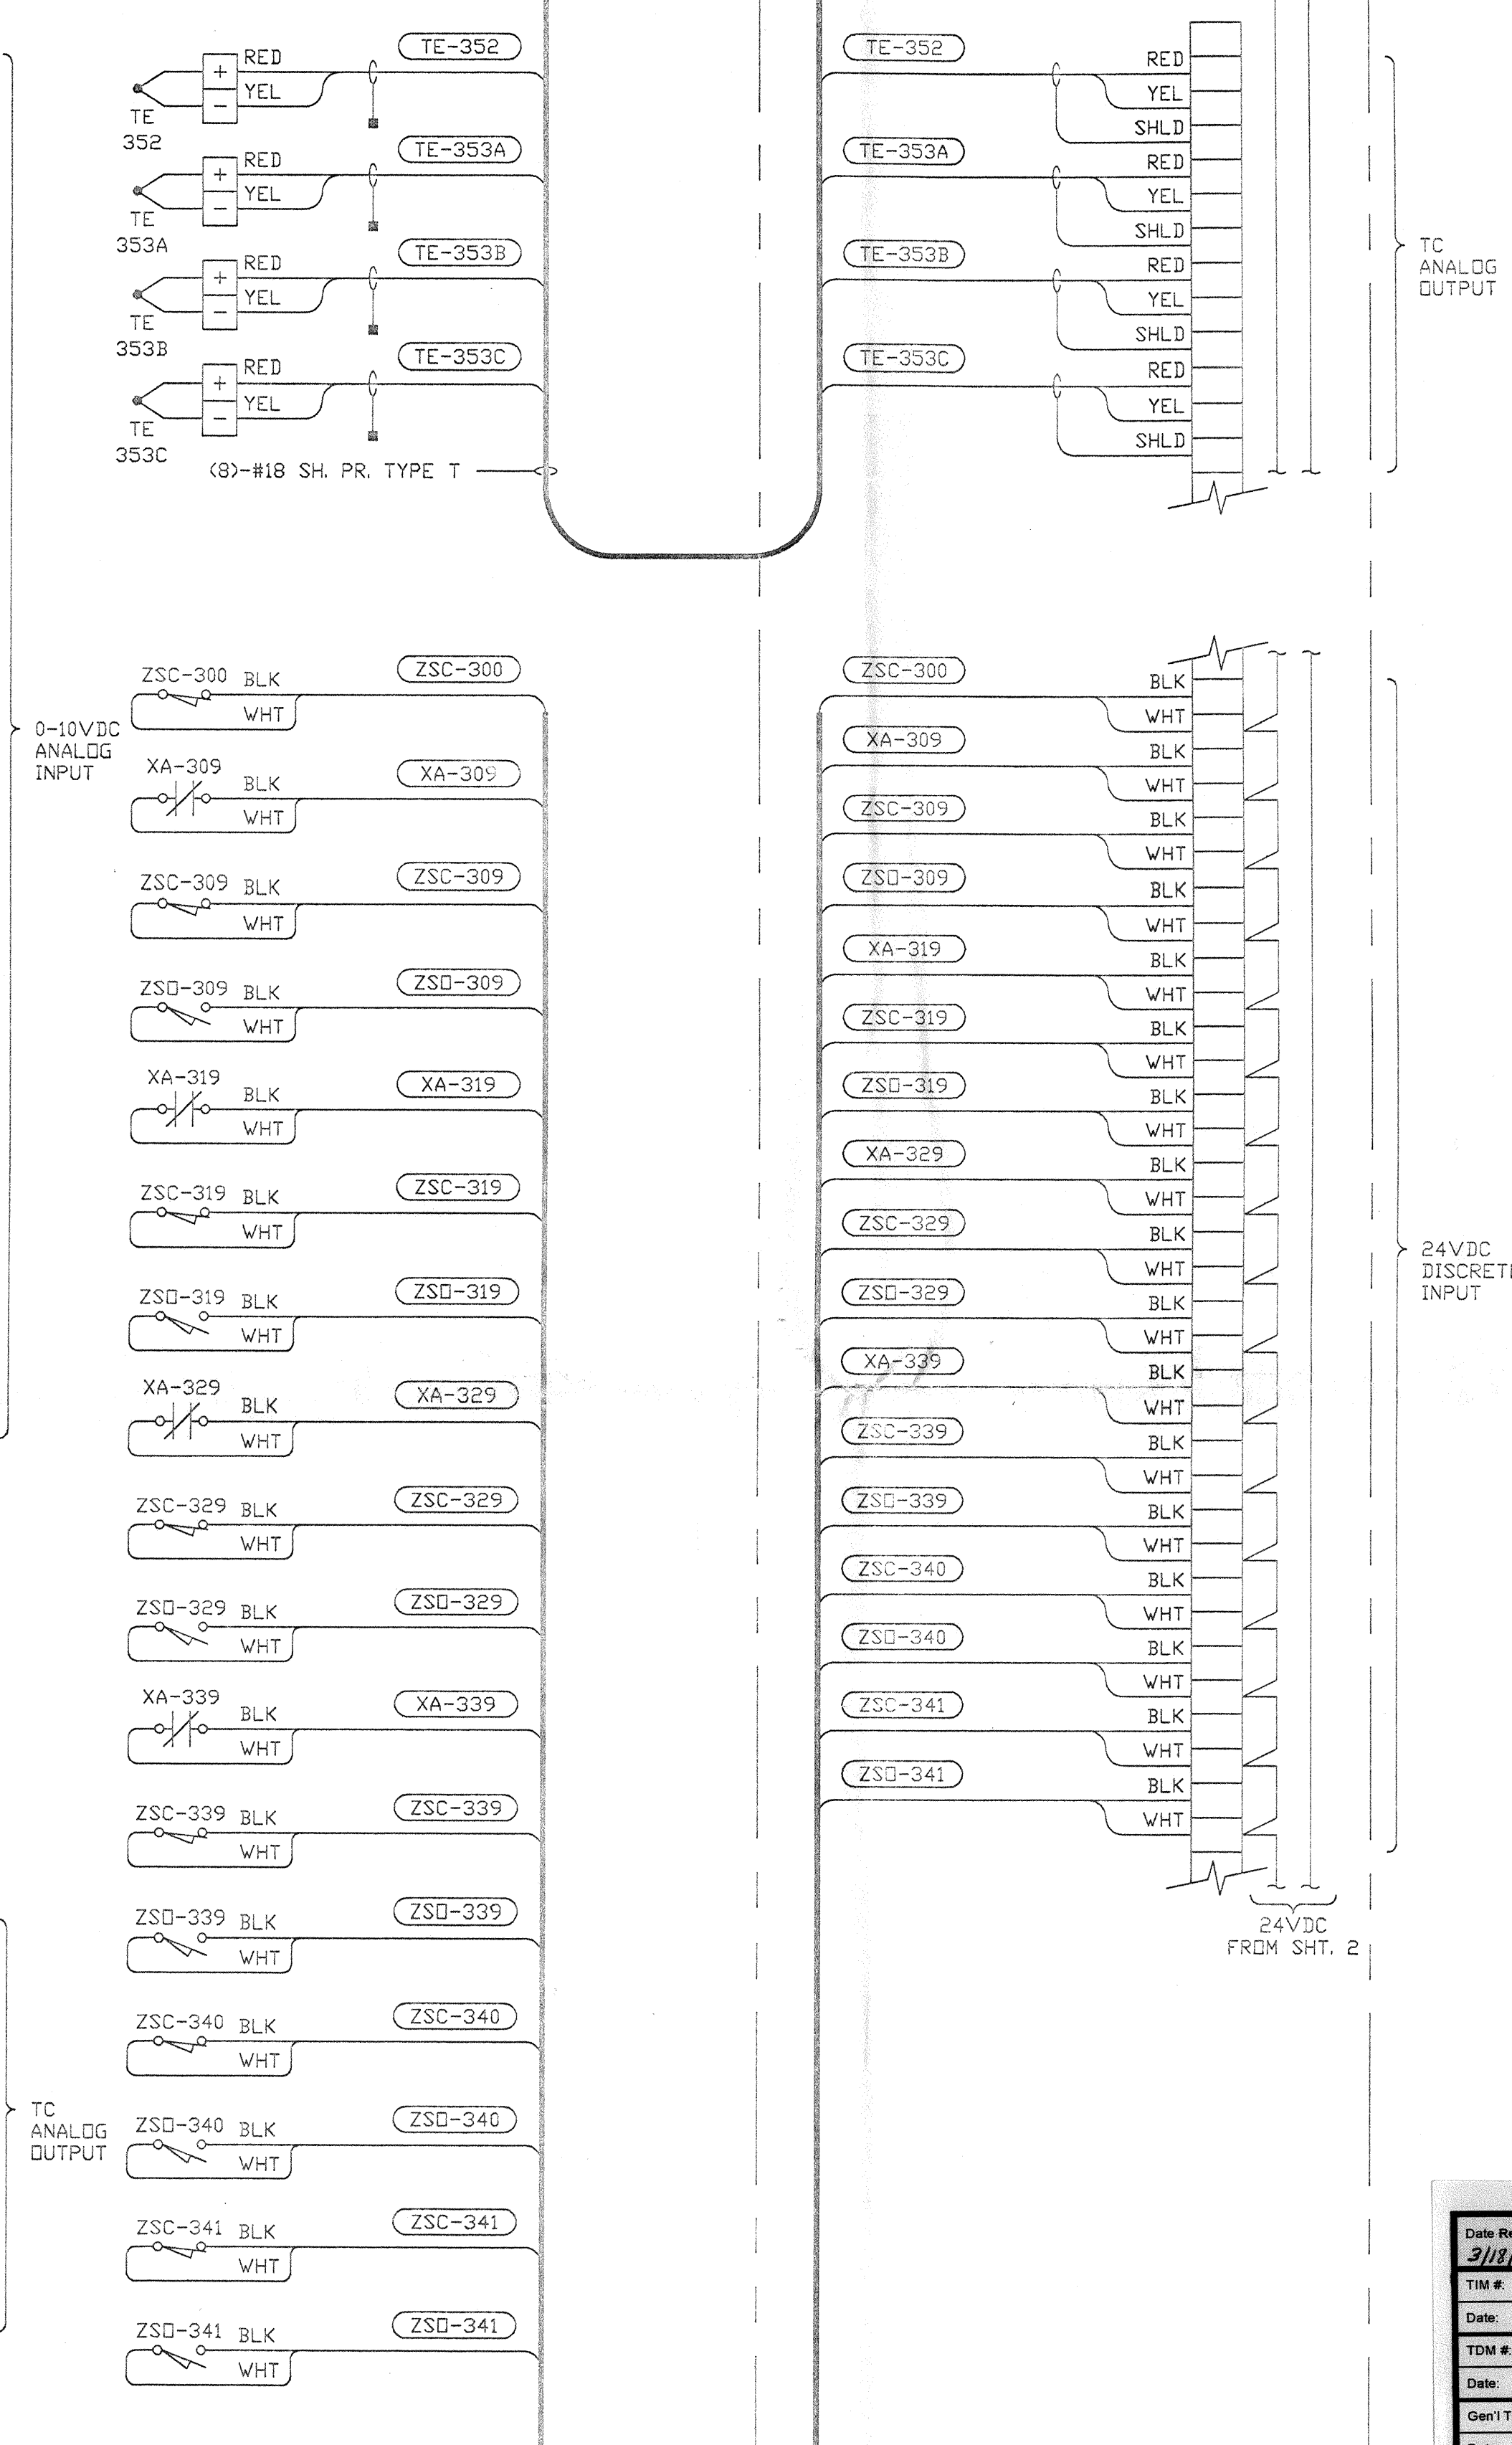 TE-352
RED
+
YEL
−
TE
352
TE-353A
RED
+
YEL
−
TE
353A
TE-353B
RED
+
YEL
−
TE
353B
TE-353C
RED
+
YEL
−
TE
353C
(8)-#18 SH. PR. TYPE T
0-10VDC
ANALOG
INPUT
ZSC-300 BLK
WHT
ZSC-300
XA-309
BLK
WHT
XA-309
ZSC-309 BLK
WHT
ZSC-309
ZSO-309 BLK
WHT
ZSO-309
XA-319
BLK
WHT
XA-319
ZSC-319 BLK
WHT
ZSC-319
ZSO-319 BLK
WHT
ZSO-319
XA-329
BLK
WHT
XA-329
ZSC-329 BLK
WHT
ZSC-329
ZSO-329 BLK
WHT
ZSO-329
XA-339
BLK
WHT
XA-339
ZSC-339 BLK
WHT
ZSC-339
ZSO-339 BLK
WHT
ZSO-339
ZSC-340 BLK
WHT
ZSC-340
TC
ANALOG
OUTPUT
ZSO-340 BLK
WHT
ZSO-340
ZSC-341 BLK
WHT
ZSC-341
ZSO-341 BLK
WHT
ZSO-341
TE-352
RED
YEL
SHLD
TE-353A
RED
YEL
SHLD
TE-353B
RED
YEL
SHLD
TE-353C
RED
YEL
SHLD
TC
ANALOG
OUTPUT
ZSC-300
BLK
WHT
XA-309
BLK
WHT
ZSC-309
BLK
WHT
ZSO-309
BLK
WHT
XA-319
BLK
WHT
ZSC-319
BLK
WHT
ZSO-319
BLK
WHT
XA-329
BLK
WHT
ZSC-329
BLK
WHT
ZSO-329
BLK
WHT
XA-339
BLK
WHT
ZSC-339
BLK
WHT
ZSO-339
BLK
WHT
ZSC-340
BLK
WHT
ZSO-340
BLK
WHT
ZSC-341
BLK
WHT
ZSO-341
BLK
WHT
24VDC
DISCRET
INPUT
24VDC
FROM SHT. 2
Date Re
3/18/
TIM #:
Date:
TDM #:
Date:
Gen'l T